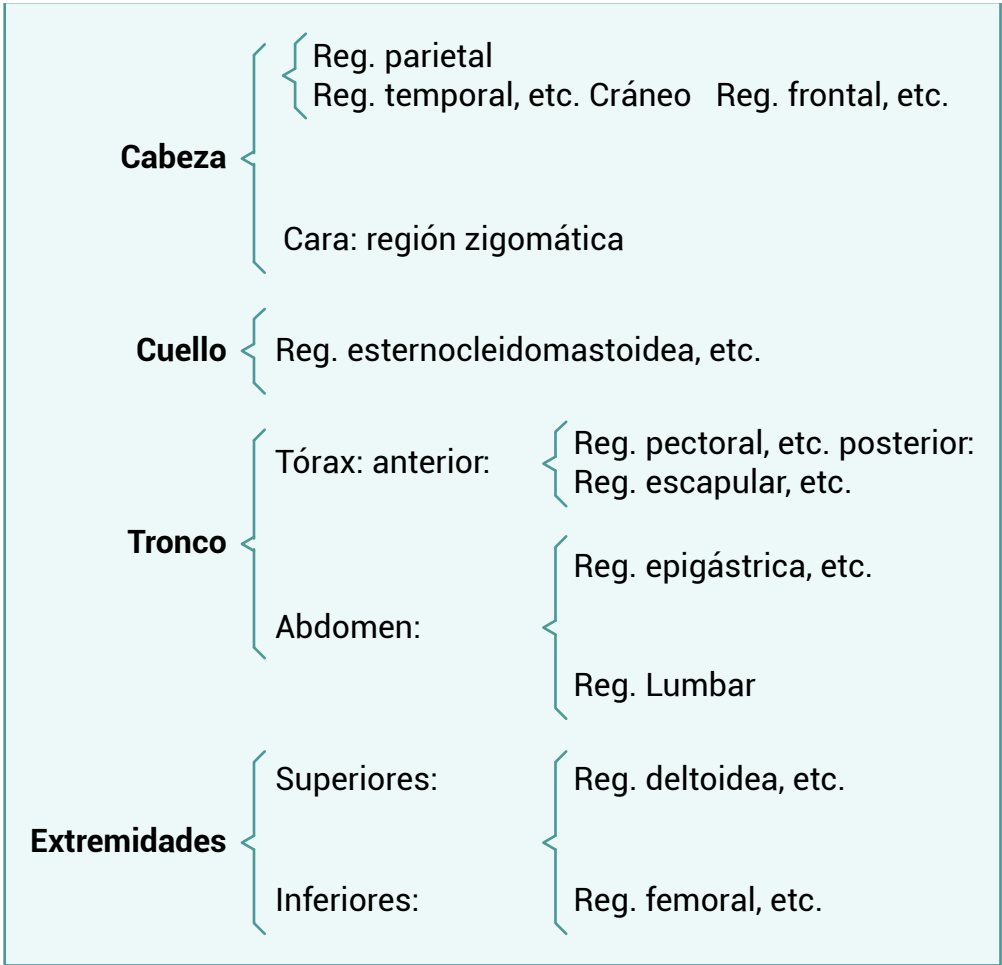 Reg. parietal
Reg. temporal, etc. Cráneo Reg. frontal, etc.
Cabeza
Cara: región zigomática
Cuello
Reg. esternocleidomastoidea, etc.
Tronco
Tórax: anterior:
Reg. pectoral, etc. posterior:
Reg. escapular, etc.
Abdomen:
Reg. epigástrica, etc.
Reg. Lumbar
Extremidades
Superiores:
Reg. deltoidea, etc.
Inferiores:
Reg. femoral, etc.